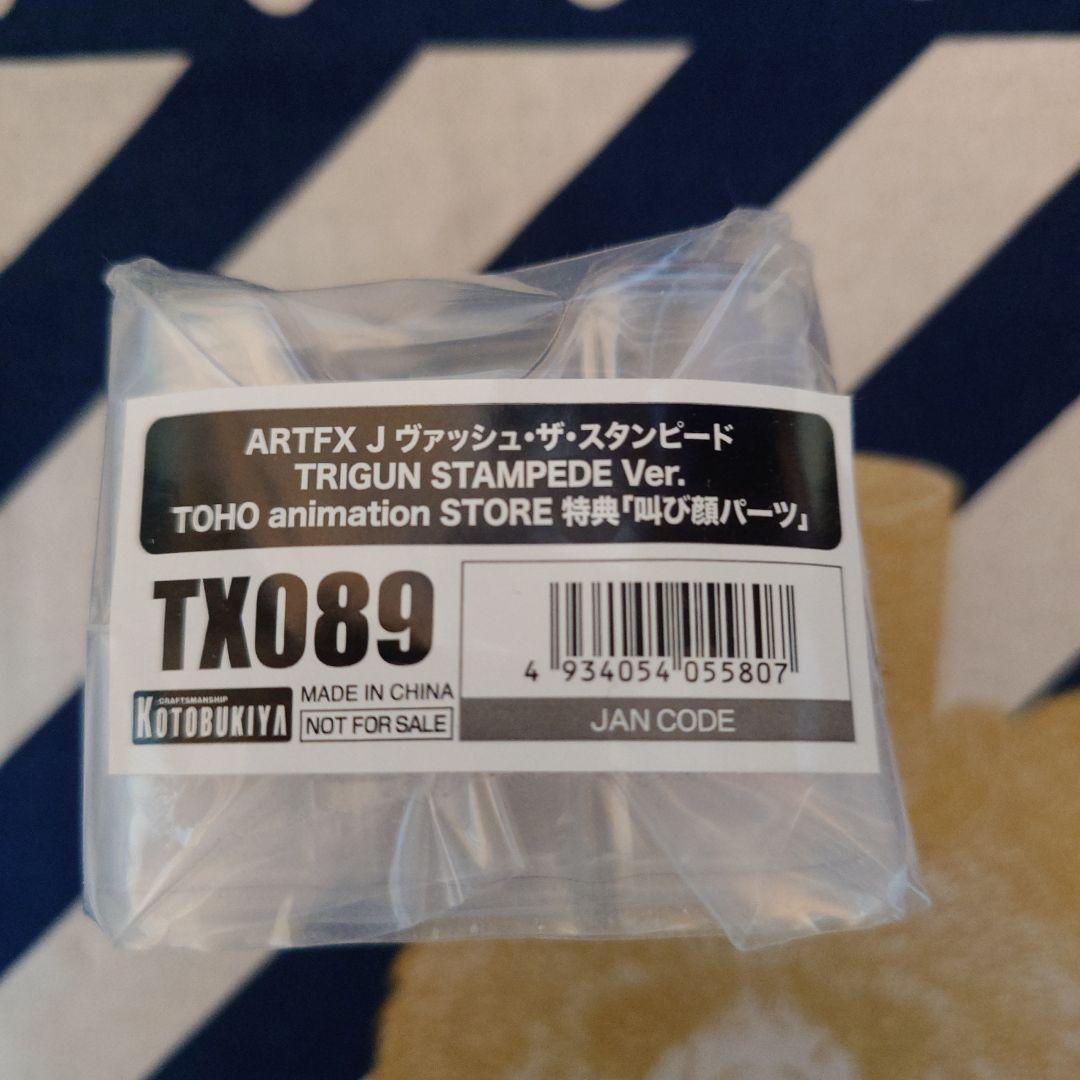 ARTFX J ヴァッシュ・ザ・スタンピード
TRIGUN STAMPEDE Ver.
TOHO animation STORE 特典「叫び顔パーツ」
TX089
CRAFTSMANSHIP
KOTOBUKIYA
MADE IN CHINA
NOT FOR SALE
4 934054 055807
JAN CODE